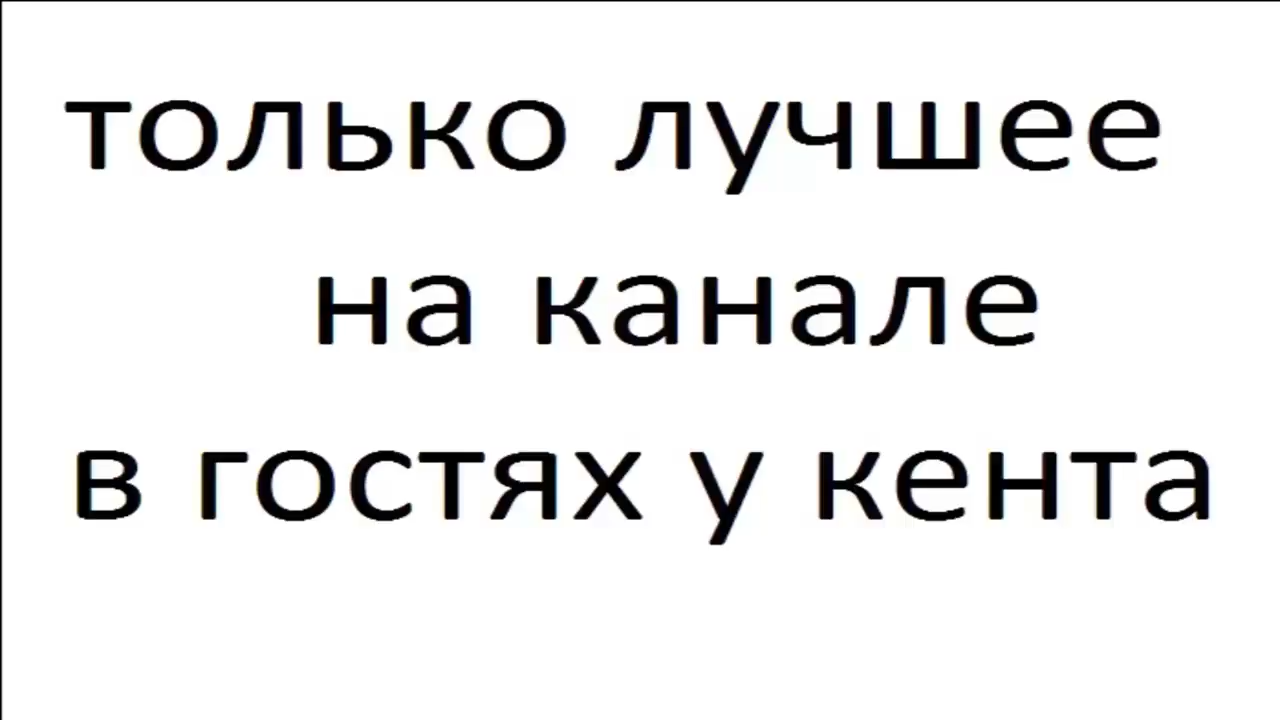 только лучшее
на канале
в гостях у кента